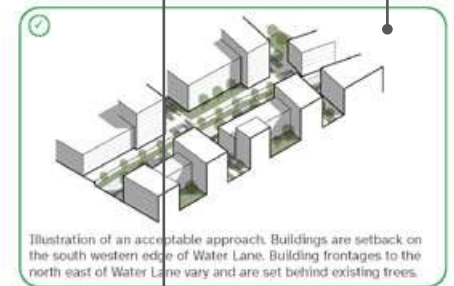 Illustration of an acceptable approach. Buildings are setback on
the south western edge of Water Lane. Building frontages to the
north east of Water Lane vary and are set behind existing trees.